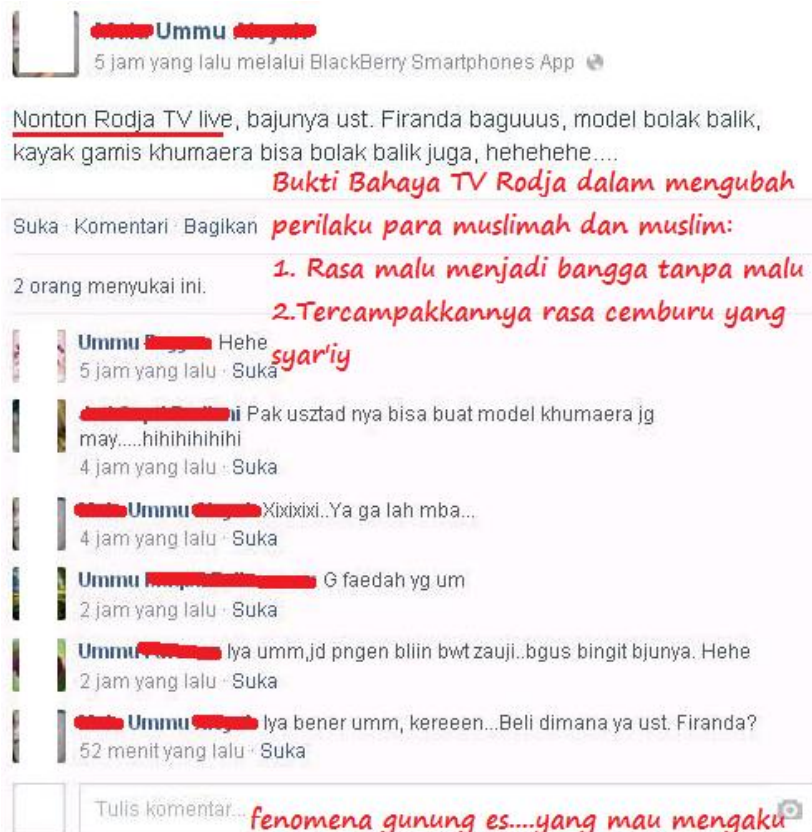 Ummu
5 jam yang lalu melalui BlackBerry Smartphones App
Nonton Rodja TV live, bajunya ust. Firanda baguuus, model bolak balik,
kayak gamis khumaera bisa bolak balik juga, hehehehe....
Bukti Bahaya TV Rodja dalam mengubah
perilaku para muslimah dan muslim:
1. Rasa malu menjadi bangga tanpa malu
2.Tercampakkannya rasa cemburu yang
syar'iy
Suka · Komentari · Bagikan
2 orang menyukai ini.
Ummu Hehe
5 jam yang lalu · Suka
Pak usztad nya bisa buat model khumaera jg
may.....hihihihihihi
4 jam yang lalu · Suka
Ummu Xixixixi..Ya ga lah mba...
4 jam yang lalu · Suka
Ummu G faedah yg um
2 jam yang lalu · Suka
Ummu Iya umm,jd pngen bliin bwt zauji..bgus bingit bjunya. Hehe
2 jam yang lalu · Suka
Ummu Iya bener umm, kereeen...Beli dimana ya ust. Firanda?
52 menit yang lalu · Suka
Tulis komentar...
fenomena gunung es....yang mau mengaku